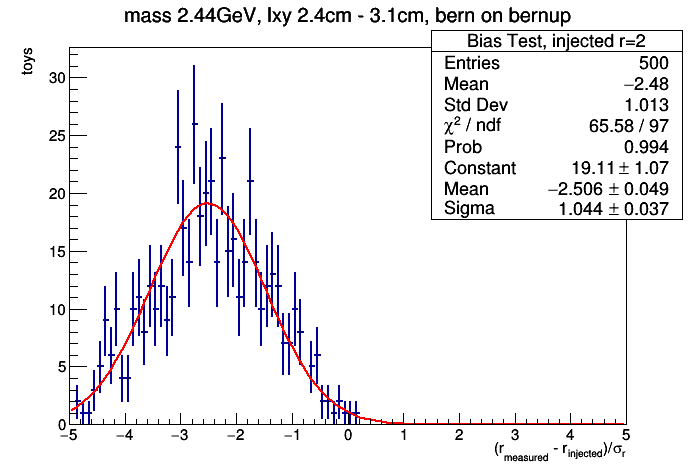 mass 2.44GeV, lxy 2.4cm - 3.1cm, bern on bernup
toys
Bias Test, injected r=2
Entries 500
Mean −2.48
Std Dev 1.013
χ² / ndf 65.58 / 97
Prob 0.994
Constant 19.11 ± 1.07
Mean −2.506 ± 0.049
Sigma 1.044 ± 0.037
30
25
20
15
10
5
0
−5 −4 −3 −2 −1 0 1 2 3 4 5
(r_measured - r_injected)/σ_r